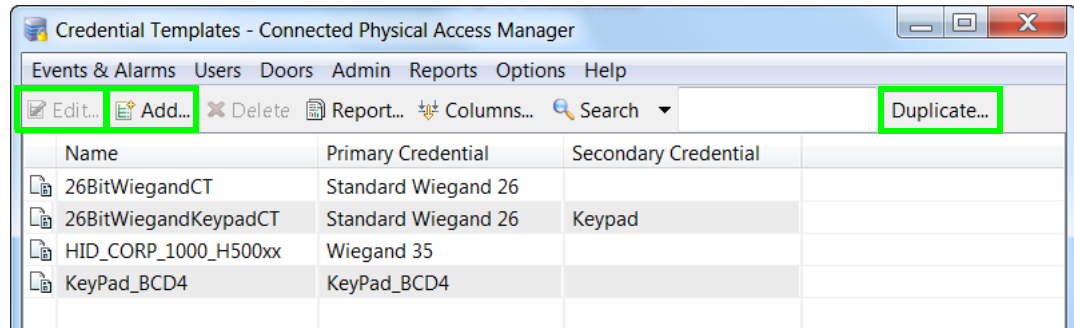 Credential Templates - Connected Physical Access Manager
Events & Alarms Users Doors Admin Reports Options Help
Edit... Add... Delete Report... Columns... Search Duplicate...
Name Primary Credential Secondary Credential
26BitWiegandCT Standard Wiegand 26
26BitWiegandKeypadCT Standard Wiegand 26 Keypad
HID_CORP_1000_H500xx Wiegand 35
KeyPad_BCD4 KeyPad_BCD4